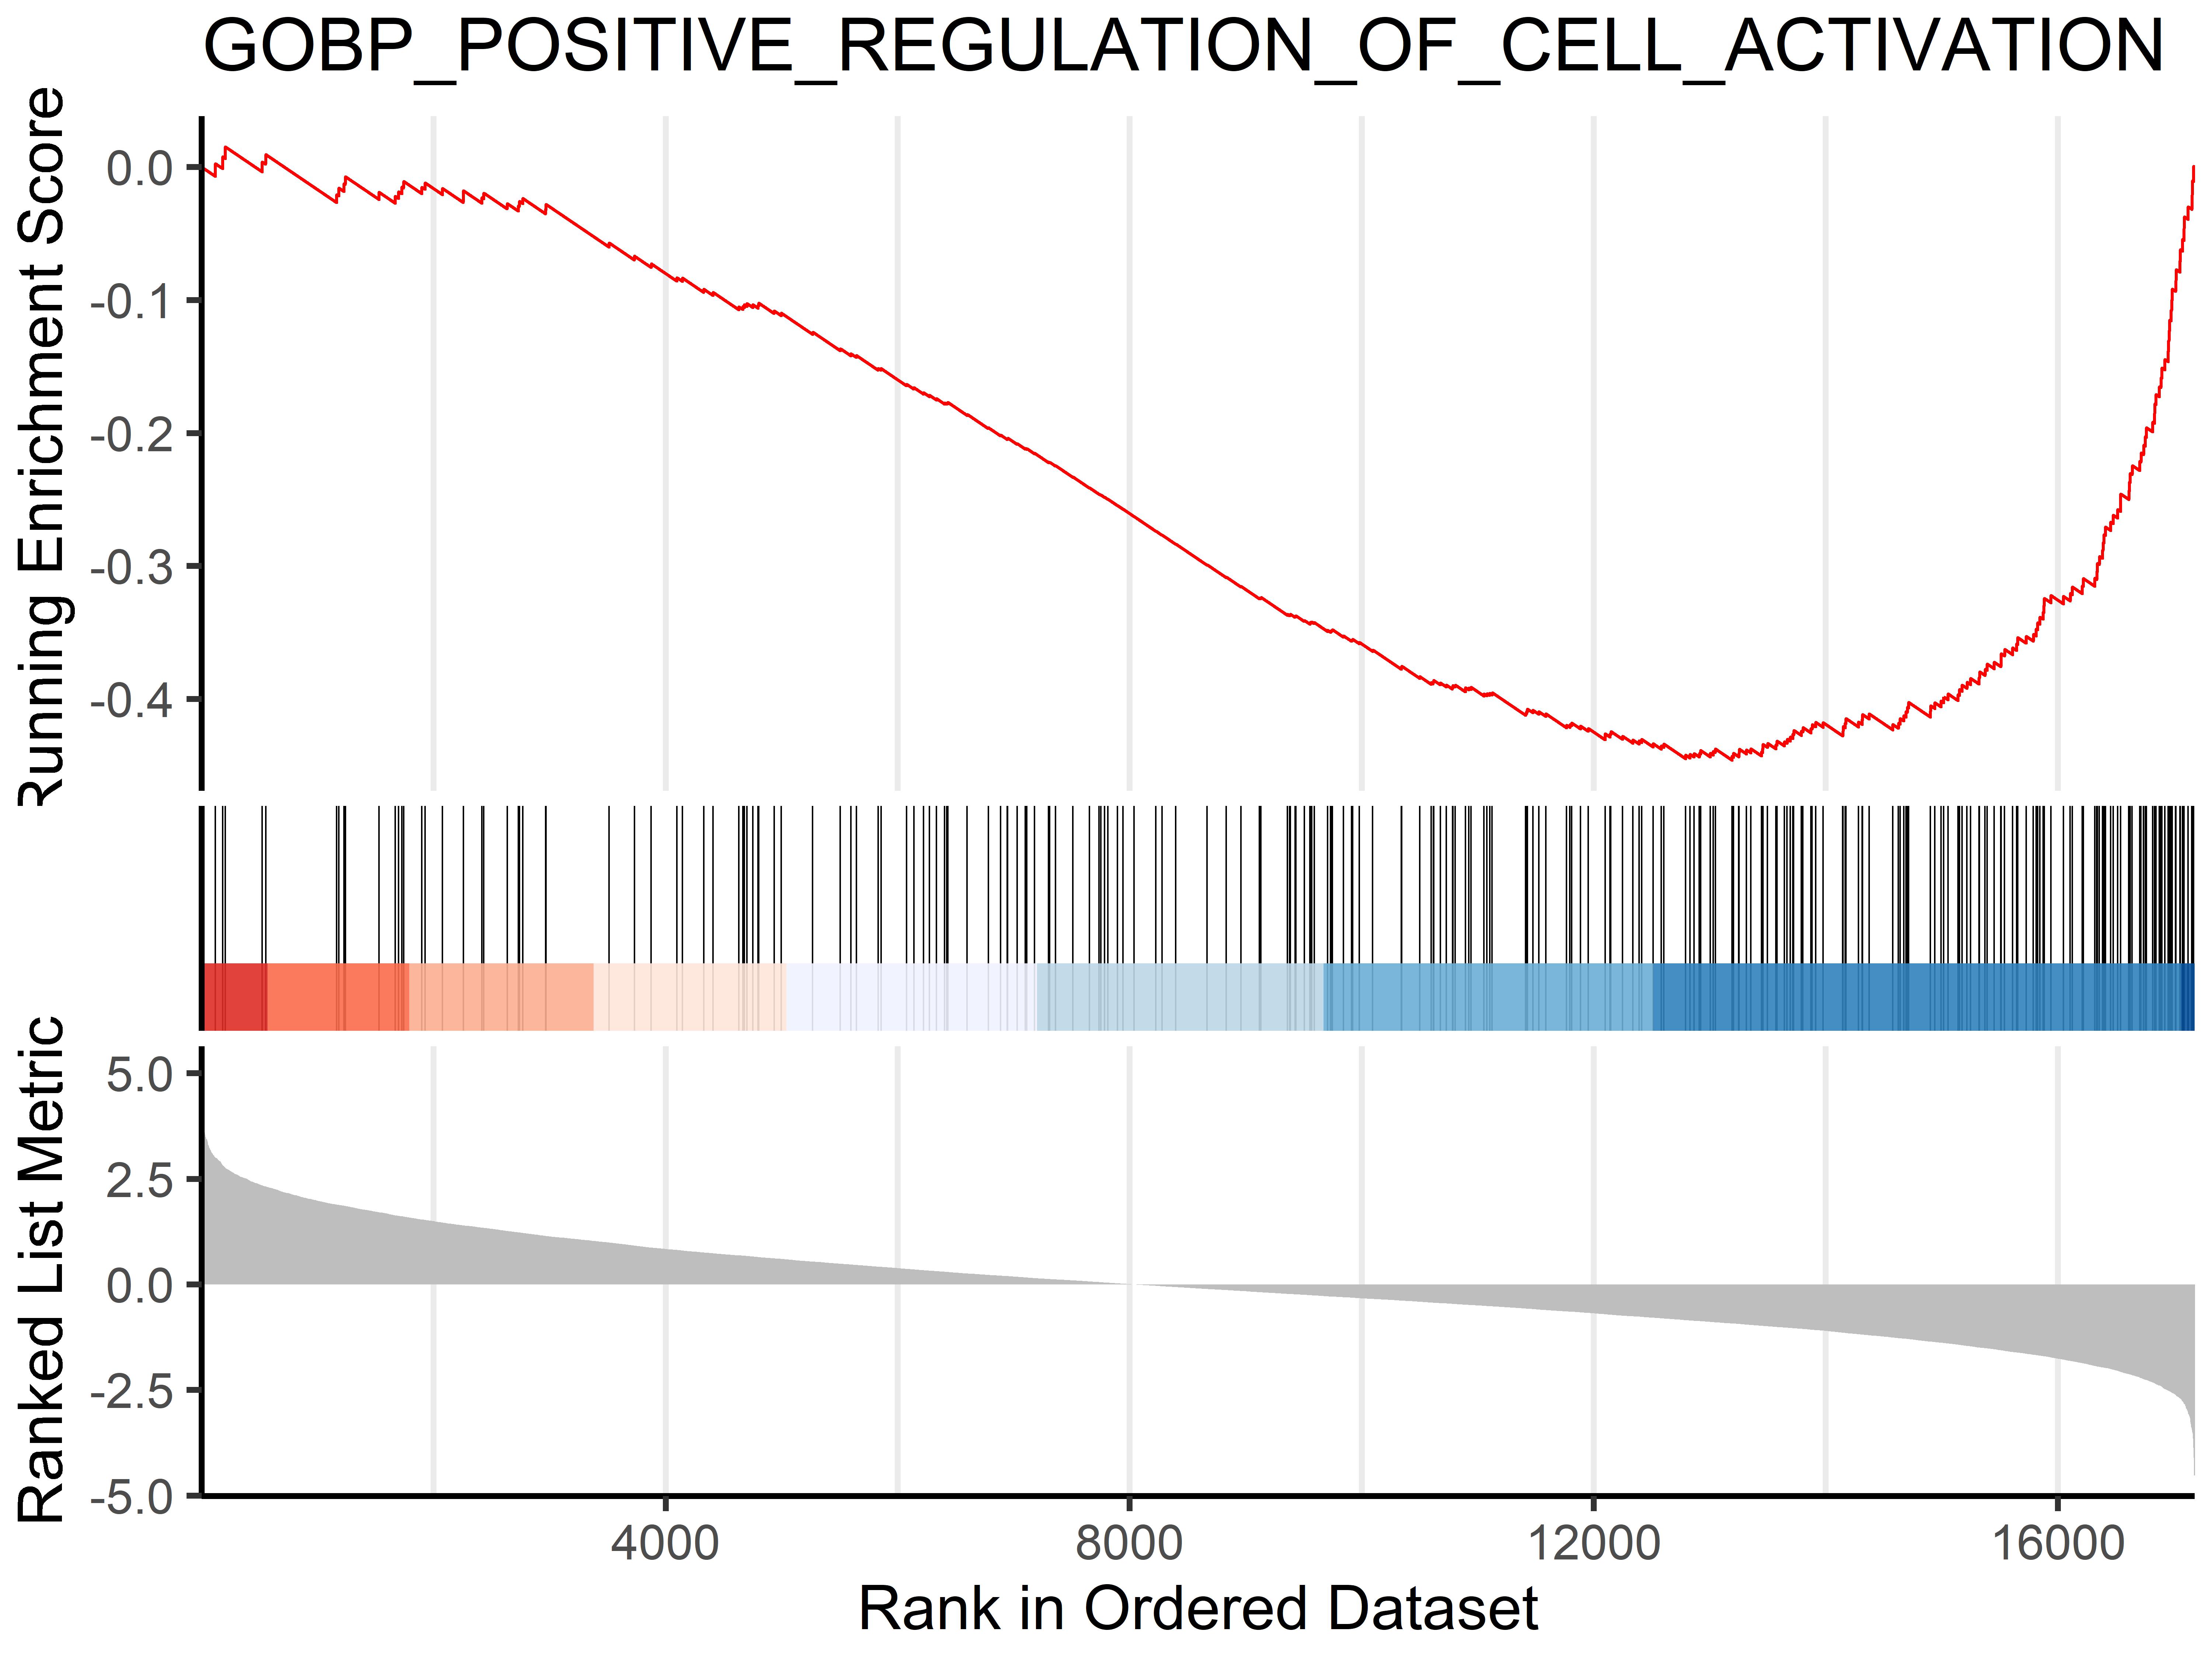 GOBP_POSITIVE_REGULATION_OF_CELL_ACTIVATION
Running Enrichment Score
0.0
-0.1
-0.2
-0.3
-0.4
Ranked List Metric
5.0
2.5
0.0
-2.5
-5.0
4000 8000 12000 16000
Rank in Ordered Dataset